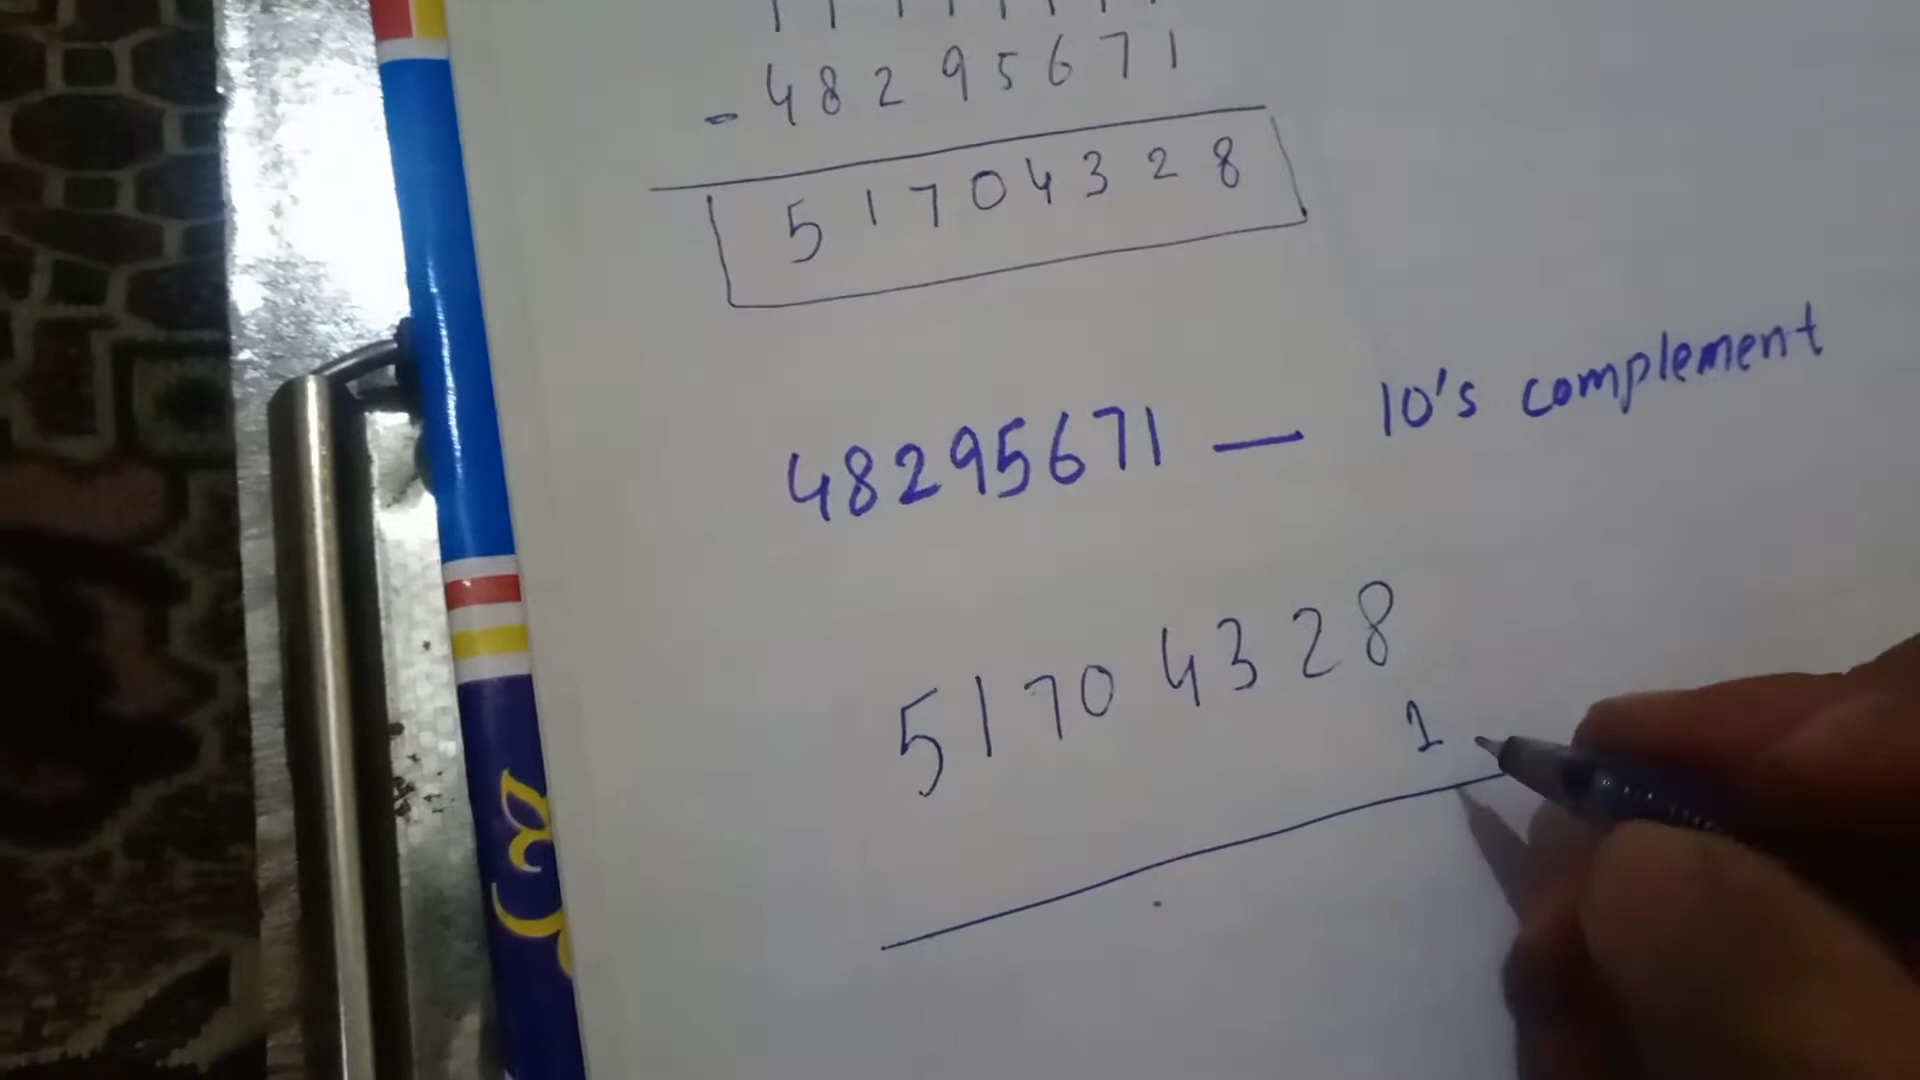 - 48295671
51704328
48295671 — 10's complement
51704328
1